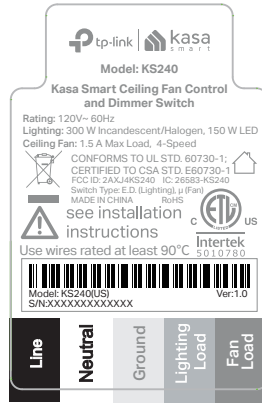 tp-link | kasa
smart
Model: KS240
Kasa Smart Ceiling Fan Control
and Dimmer Switch
Rating: 120V~ 60Hz
Lighting: 300 W Incandescent/Halogen, 150 W LED
Ceiling Fan: 1.5 A Max Load, 4-Speed
CONFORMS TO UL STD. 60730-1;
CERTIFIED TO CSA STD. E60730-1
FCC ID: 2AXJ4KS240 IC: 26583-KS240
Switch Type: E.D. (Lighting), µ (Fan)
MADE IN CHINA RoHS
see installation
instructions
C ETL US
LISTED
Intertek
5010780
Use wires rated at least 90°C
Model: KS240(US) Ver:1.0
S/N:XXXXXXXXXXXXX
Line
Neutral
Ground
Lighting
Load
Fan
Load